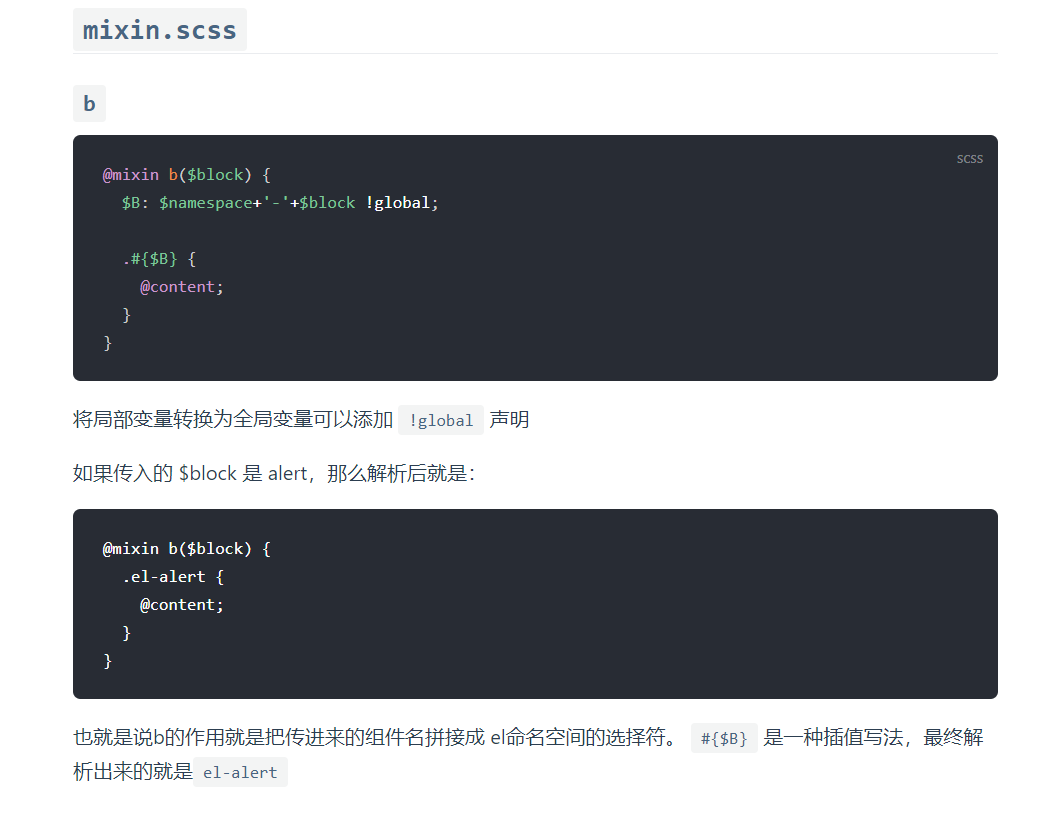 mixin.scss
b
scss
@mixin b($block) {
  $B: $namespace+'-'+$block !global;

  .#{$B} {
    @content;
  }
}
将局部变量转换为全局变量可以添加 !global 声明
如果传入的 $block 是 alert，那么解析后就是：
@mixin b($block) {
  .el-alert {
    @content;
  }
}
也就是说b的作用就是把传进来的组件名拼接成 el命名空间的选择符。 #{$B} 是一种插值写法，最终解
析出来的就是 el-alert